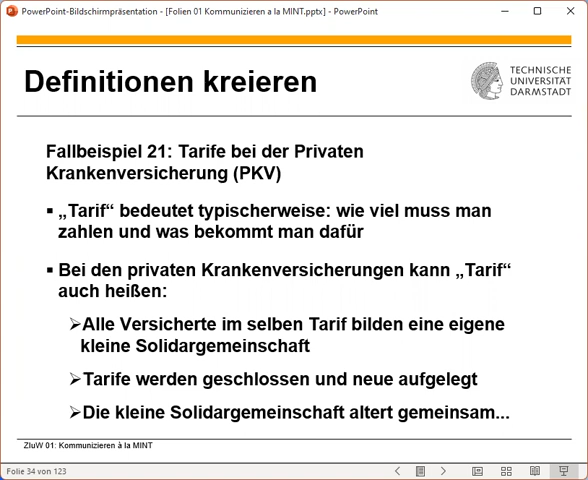 PowerPoint-Bildschirmpräsentation - [Folien 01 Kommunizieren a la MINT.pptx] - PowerPoint
Definitionen kreieren
TECHNISCHE
UNIVERSITÄT
DARMSTADT
Fallbeispiel 21: Tarife bei der Privaten
Krankenversicherung (PKV)
▪ „Tarif“ bedeutet typischerweise: wie viel muss man
zahlen und was bekommt man dafür
▪ Bei den privaten Krankenversicherungen kann „Tarif“
auch heißen:
➢Alle Versicherte im selben Tarif bilden eine eigene
kleine Solidargemeinschaft
➢Tarife werden geschlossen und neue aufgelegt
➢Die kleine Solidargemeinschaft altert gemeinsam...
ZluW 01: Kommunizieren à la MINT
Folie 34 von 123